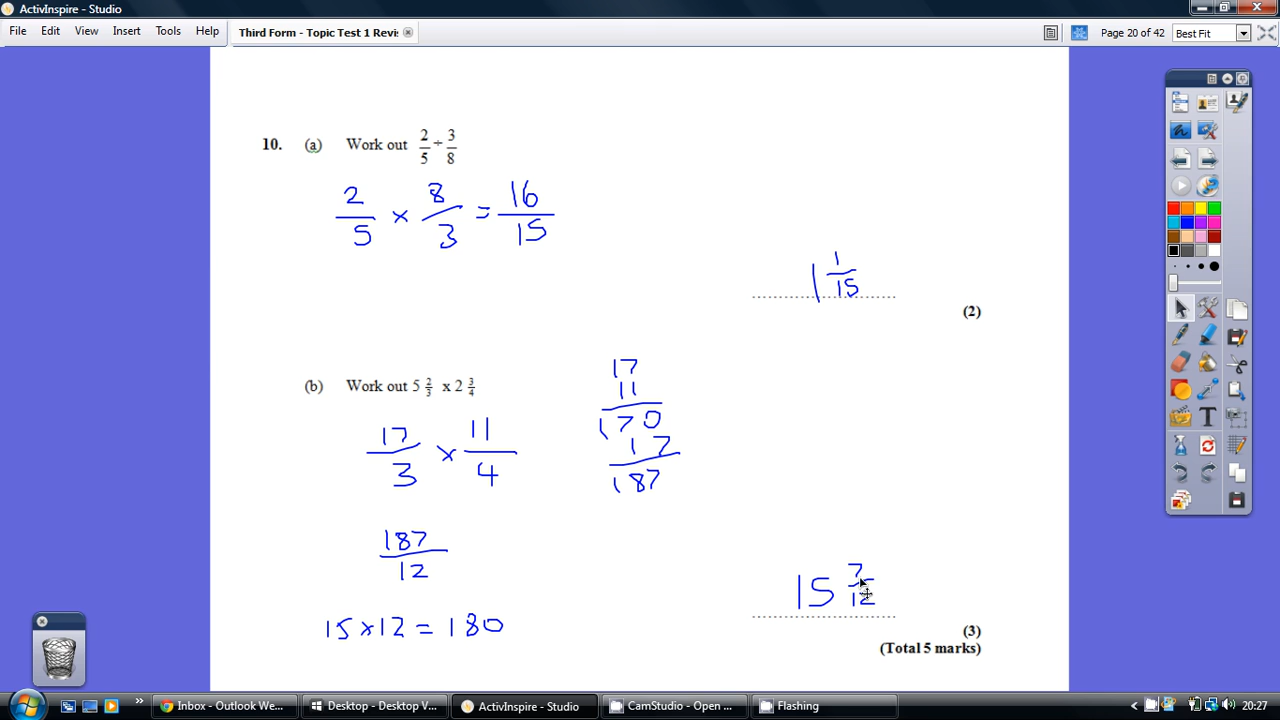 ActivInspire - Studio
File Edit View Insert Tools Help
Third Form - Topic Test 1 Revis
Page 20 of 42
Best Fit
10. (a) Work out 2/5 ÷ 3/8
2/5 × 8/3 = 16/15
1 1/15
(2)
(b) Work out 5 2/3 x 2 3/4
17/3 × 11/4
17
11
170
17
187
187/12
15 × 12 = 180
15 7/12
(3)
(Total 5 marks)
Inbox - Outlook We...
Desktop - Desktop V...
ActivInspire - Studio
CamStudio - Open ...
Flashing
20:27